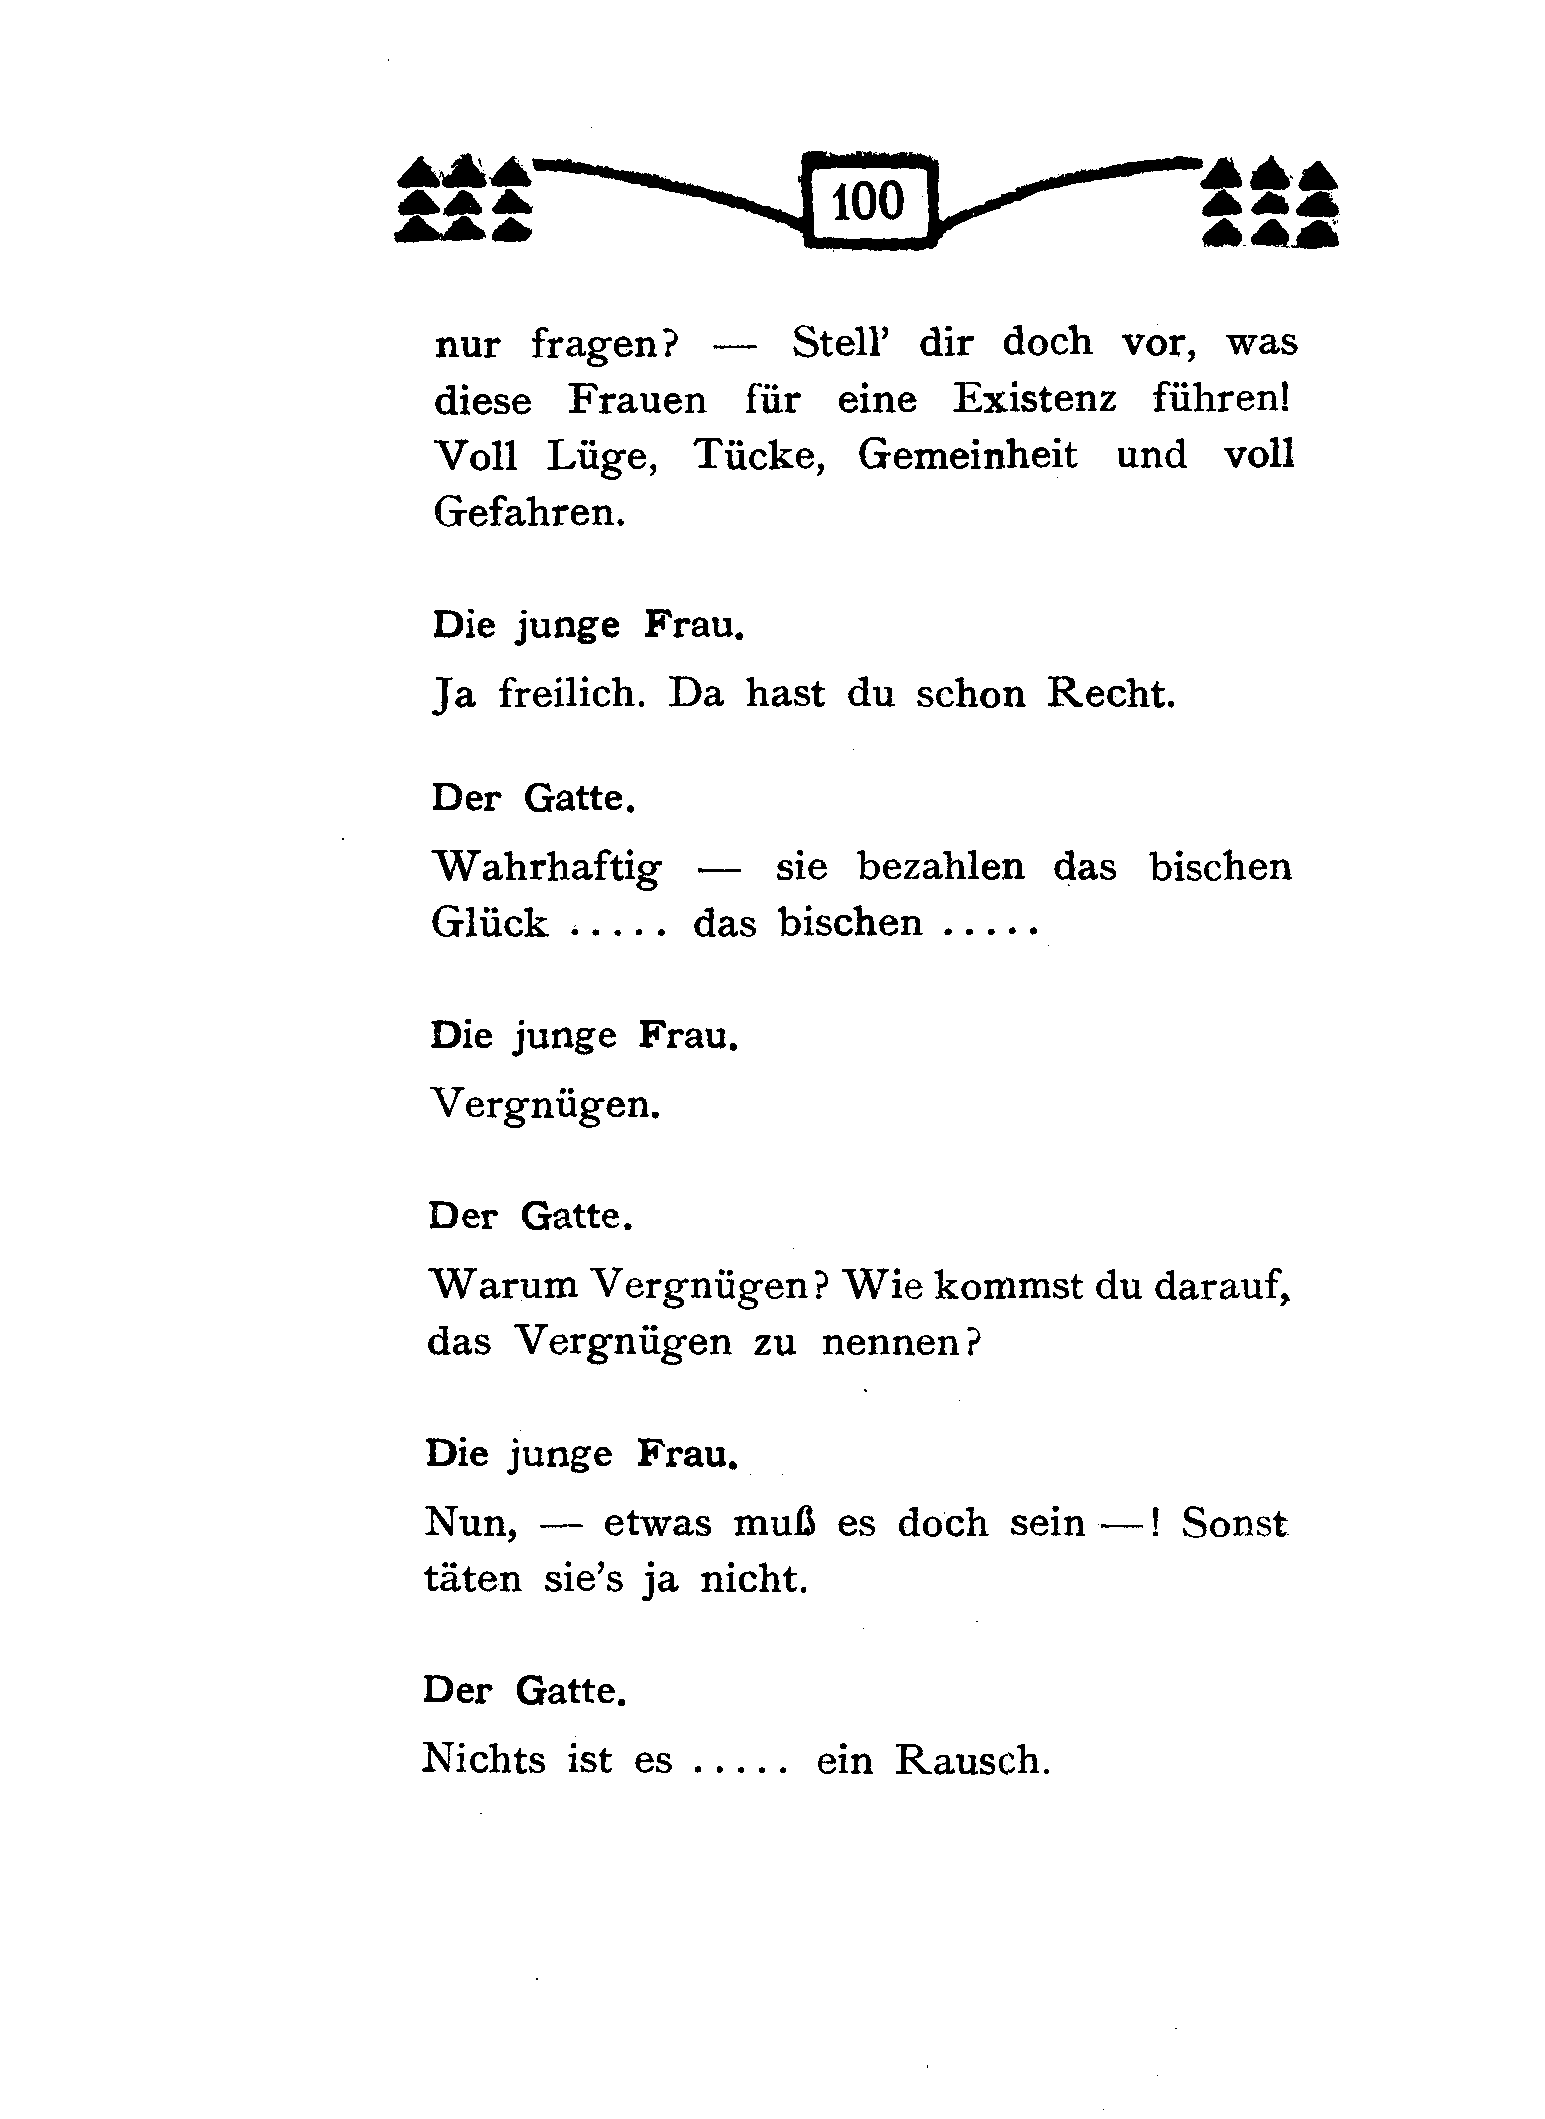 100
nur fragen? — Stell’ dir doch vor, was
diese Frauen für eine Existenz führen!
Voll Lüge, Tücke, Gemeinheit und voll
Gefahren.
Die junge Frau.
Ja freilich. Da hast du schon Recht.
Der Gatte.
Wahrhaftig — sie bezahlen das bischen
Glück ..... das bischen .....
Die junge Frau.
Vergnügen.
Der Gatte.
Warum Vergnügen? Wie kommst du darauf,
das Vergnügen zu nennen?
Die junge Frau.
Nun, — etwas muß es doch sein —! Sonst
täten sie’s ja nicht.
Der Gatte.
Nichts ist es ..... ein Rausch.